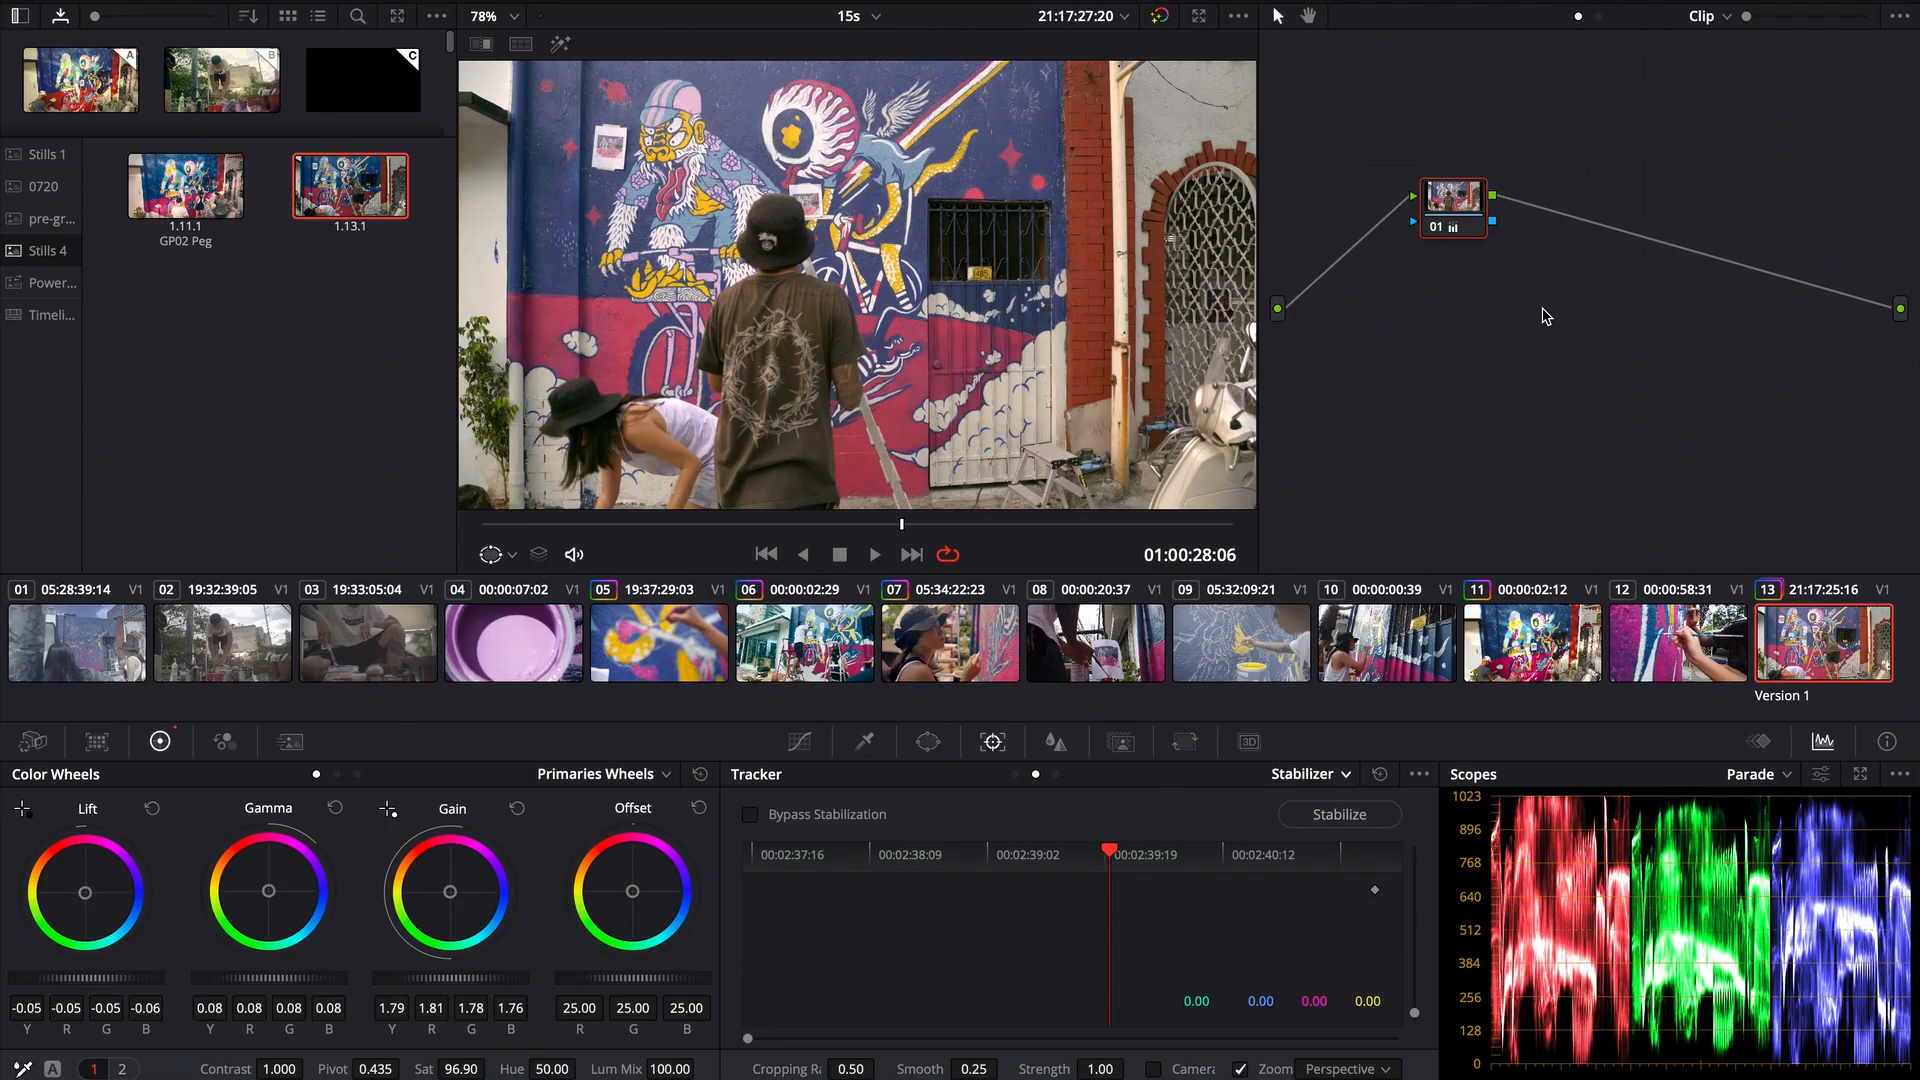 78%
15s
21:17:27:20
Clip
A
B
C
Stills 1
0720
pre-gr...
Stills 4
Power...
Timeli...
1.11.1
GP02 Peg
1.13.1
3485
01
01:00:28:06
01 05:28:39:14 V1
02 19:32:39:05 V1
03 19:33:05:04 V1
04 00:00:07:02 V1
05 19:37:29:03 V1
06 00:00:02:29 V1
07 05:34:22:23 V1
08 00:00:20:37 V1
09 05:32:09:21 V1
10 00:00:00:39 V1
11 00:00:02:12 V1
12 00:00:58:31 V1
13 21:17:25:16 V1
Version 1
3D
Color Wheels
Primaries Wheels
Tracker
Stabilizer
Scopes
Parade
Lift
Gamma
Gain
Offset
Bypass Stabilization
Stabilize
00:02:37:16
00:02:38:09
00:02:39:02
00:02:39:19
00:02:40:12
0.00 0.00 0.00 0.00
1023
896
768
640
512
384
256
128
0
-0.05 -0.05 -0.05 -0.06
Y R G B
0.08 0.08 0.08 0.08
Y R G B
1.79 1.81 1.78 1.76
Y R G B
25.00 25.00 25.00
R G B
A 1 2
Contrast 1.000 Pivot 0.435 Sat 96.90 Hue 50.00 Lum Mix 100.00
Cropping Ra 0.50 Smooth 0.25 Strength 1.00 Camera Zoom Perspective